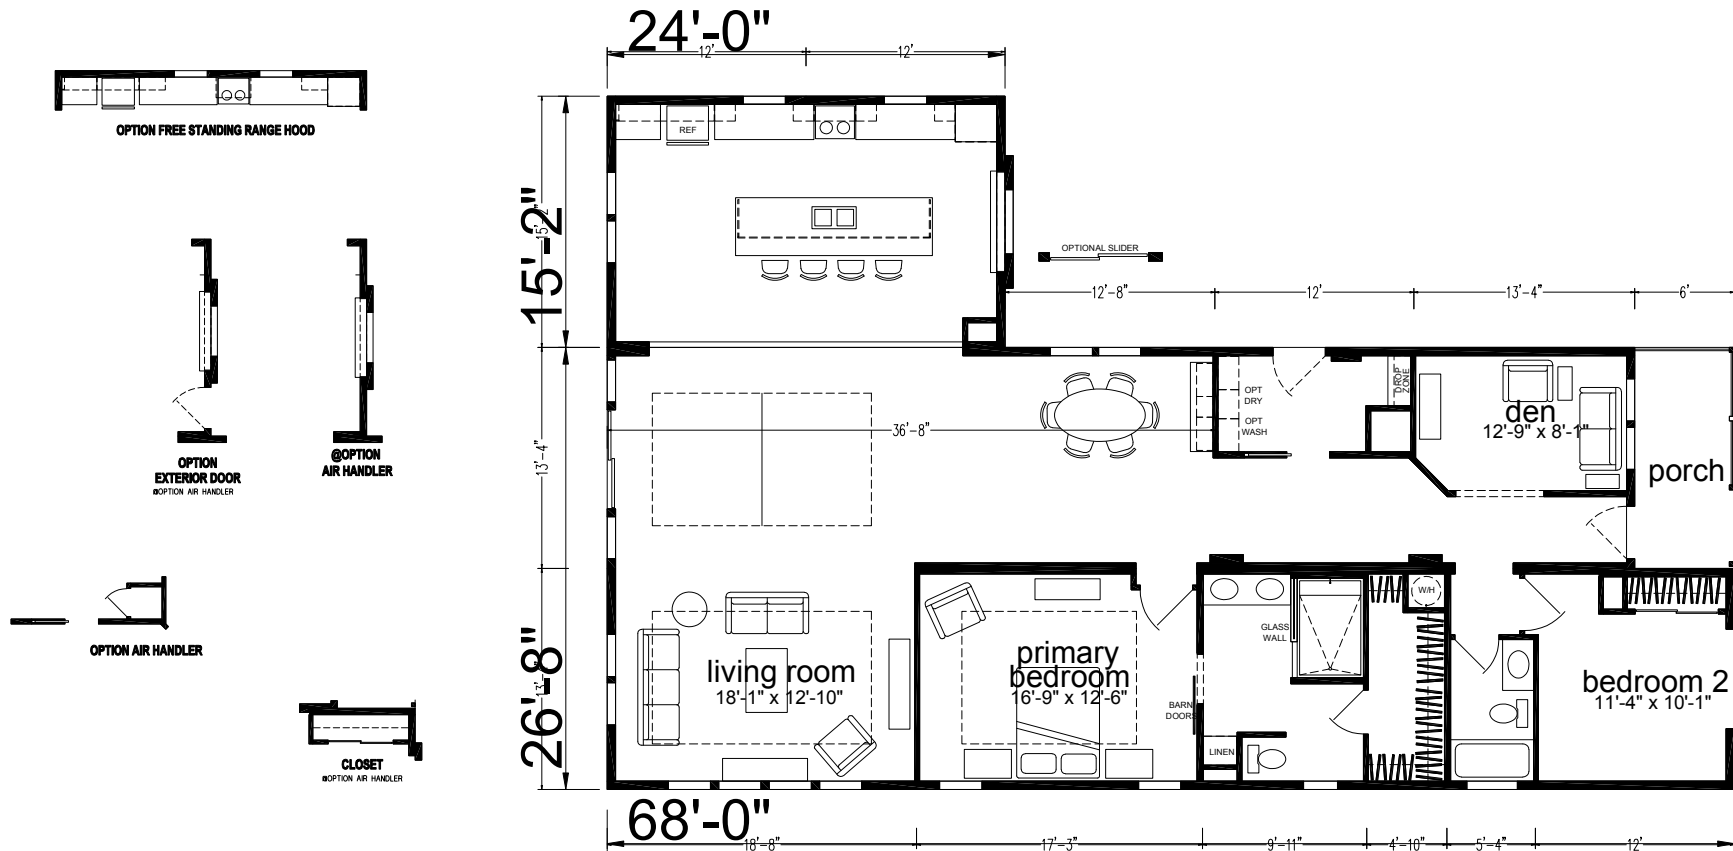 24'-0"
12'
12'
OPTION FREE STANDING RANGE HOOD
REF
15'-2"
15'-2"
OPTIONAL SLIDER
12'-8"
12'
13'-4"
6'
OPT
DRY
OPT
WASH
DROP
ZONE
den
12'-9" x 8'-1"
36'-8"
13'-4"
porch
OPTION
EXTERIOR DOOR
@OPTION AIR HANDLER
@OPTION
AIR HANDLER
OPTION AIR HANDLER
W/H
GLASS
WALL
living room
18'-1" x 12'-10"
primary
bedroom
16'-9" x 12'-6"
bedroom 2
11'-4" x 10'-1"
26'-8"
13'-4"
BARN
DOORS
LINEN
CLOSET
@OPTION AIR HANDLER
68'-0"
18'-8"
17'-3"
9'-11"
4'-10"
5'-4"
12'